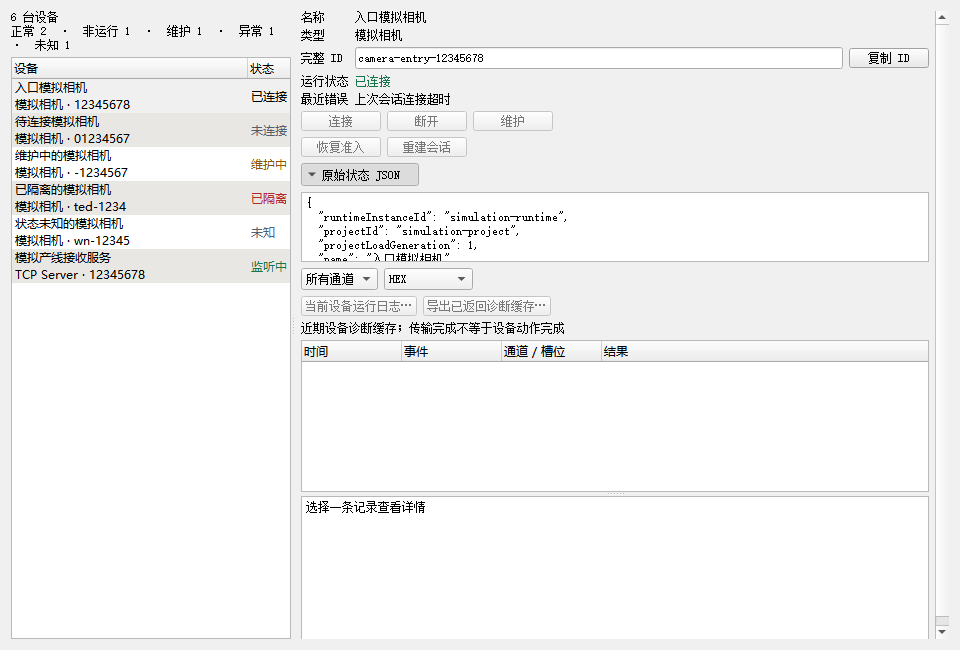 6 台设备
正常 2 · 非运行 1 · 维护 1 · 异常 1
· 未知 1
设备 状态
入口模拟相机
模拟相机 · 12345678 已连接
待连接模拟相机
模拟相机 · 01234567 未连接
维护中的模拟相机
模拟相机 · -1234567 维护中
已隔离的模拟相机
模拟相机 · ted-1234 已隔离
状态未知的模拟相机
模拟相机 · wn-12345 未知
模拟产线接收服务
TCP Server · 12345678 监听中
名称 入口模拟相机
类型 模拟相机
完整 ID camera-entry-12345678 复制 ID
运行状态 已连接
最近错误 上次会话连接超时
连接 断开 维护
恢复准入 重建会话
原始状态 JSON
{
"runtimeInstanceId": "simulation-runtime",
"projectId": "simulation-project",
"projectLoadGeneration": 1,
"name": "入口模拟相机"
所有通道 HEX
当前设备运行日志… 导出已返回诊断缓存…
近期设备诊断缓存；传输完成不等于设备动作完成
时间 事件 通道 / 槽位 结果
选择一条记录查看详情